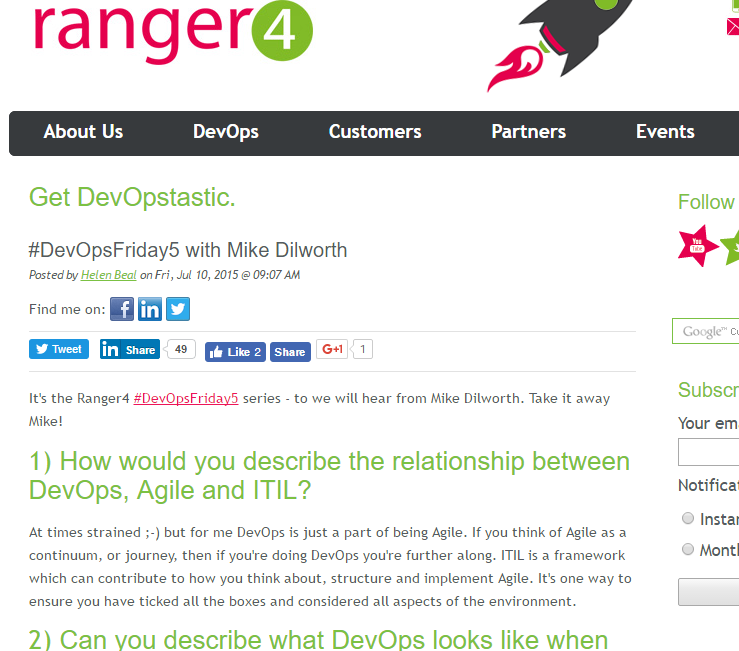 ranger4
About Us DevOps Customers Partners Events
Get DevOpstastic.
#DevOpsFriday5 with Mike Dilworth
Posted by Helen Beal on Fri, Jul 10, 2015 @ 09:07 AM
Find me on:
Tweet in Share 49 Like 2 Share G+1 1
It's the Ranger4 #DevOpsFriday5 series - to we will hear from Mike Dilworth. Take it away
Mike!
1) How would you describe the relationship between
DevOps, Agile and ITIL?
At times strained ;-) but for me DevOps is just a part of being Agile. If you think of Agile as a
continuum, or journey, then if you're doing DevOps you're further along. ITIL is a framework
which can contribute to how you think about, structure and implement Agile. It's one way to
ensure you have ticked all the boxes and considered all aspects of the environment.
2) Can you describe what DevOps looks like when
Follow
You Tube
Google™ Cu
Subscr
Your em
Notifica
Insta
Mont